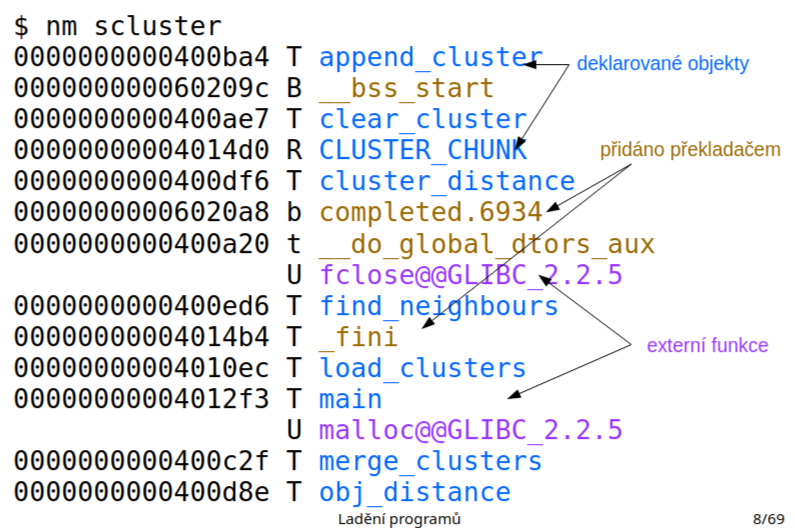 $ nm scluster
0000000000400ba4 T append_cluster
deklarované objekty
000000000060209c B __bss_start
0000000000400ae7 T clear_cluster
00000000004014d0 R CLUSTER_CHUNK
přidáno překladačem
0000000000400df6 T cluster_distance
00000000006020a8 b completed.6934
0000000000400a20 t __do_global_dtors_aux
U fclose@@GLIBC_2.2.5
0000000000400ed6 T find_neighbours
00000000004014b4 T _fini
externí funkce
00000000004010ec T load_clusters
00000000004012f3 T main
U malloc@@GLIBC_2.2.5
0000000000400c2f T merge_clusters
0000000000400d8e T obj_distance
Ladění programů
8/69